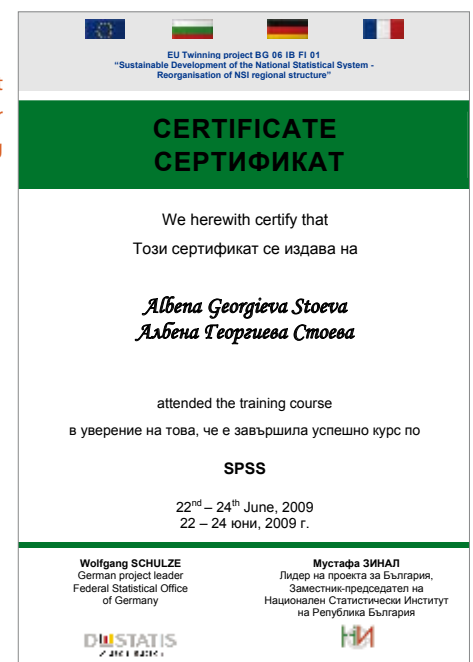 EU Twinning project BG 06 IB FI 01
“Sustainable Development of the National Statistical System -
Reorganisation of NSI regional structure”
CERTIFICATE
СЕРТИФИКАТ
We herewith certify that
Този сертификат се издава на
Albena Georgieva Stoeva
Албена Георгиева Стоева
attended the training course
в уверение на това, че е завършила успешно курс по
SPSS
22nd – 24th June, 2009
22 – 24 юни, 2009 г.
Wolfgang SCHULZE
German project leader
Federal Statistical Office
of Germany
Мустафа ЗИНАЛ
Лидер на проекта за България,
Заместник-председател на
Национален Статистически Институт
на Република България
DESTATIS